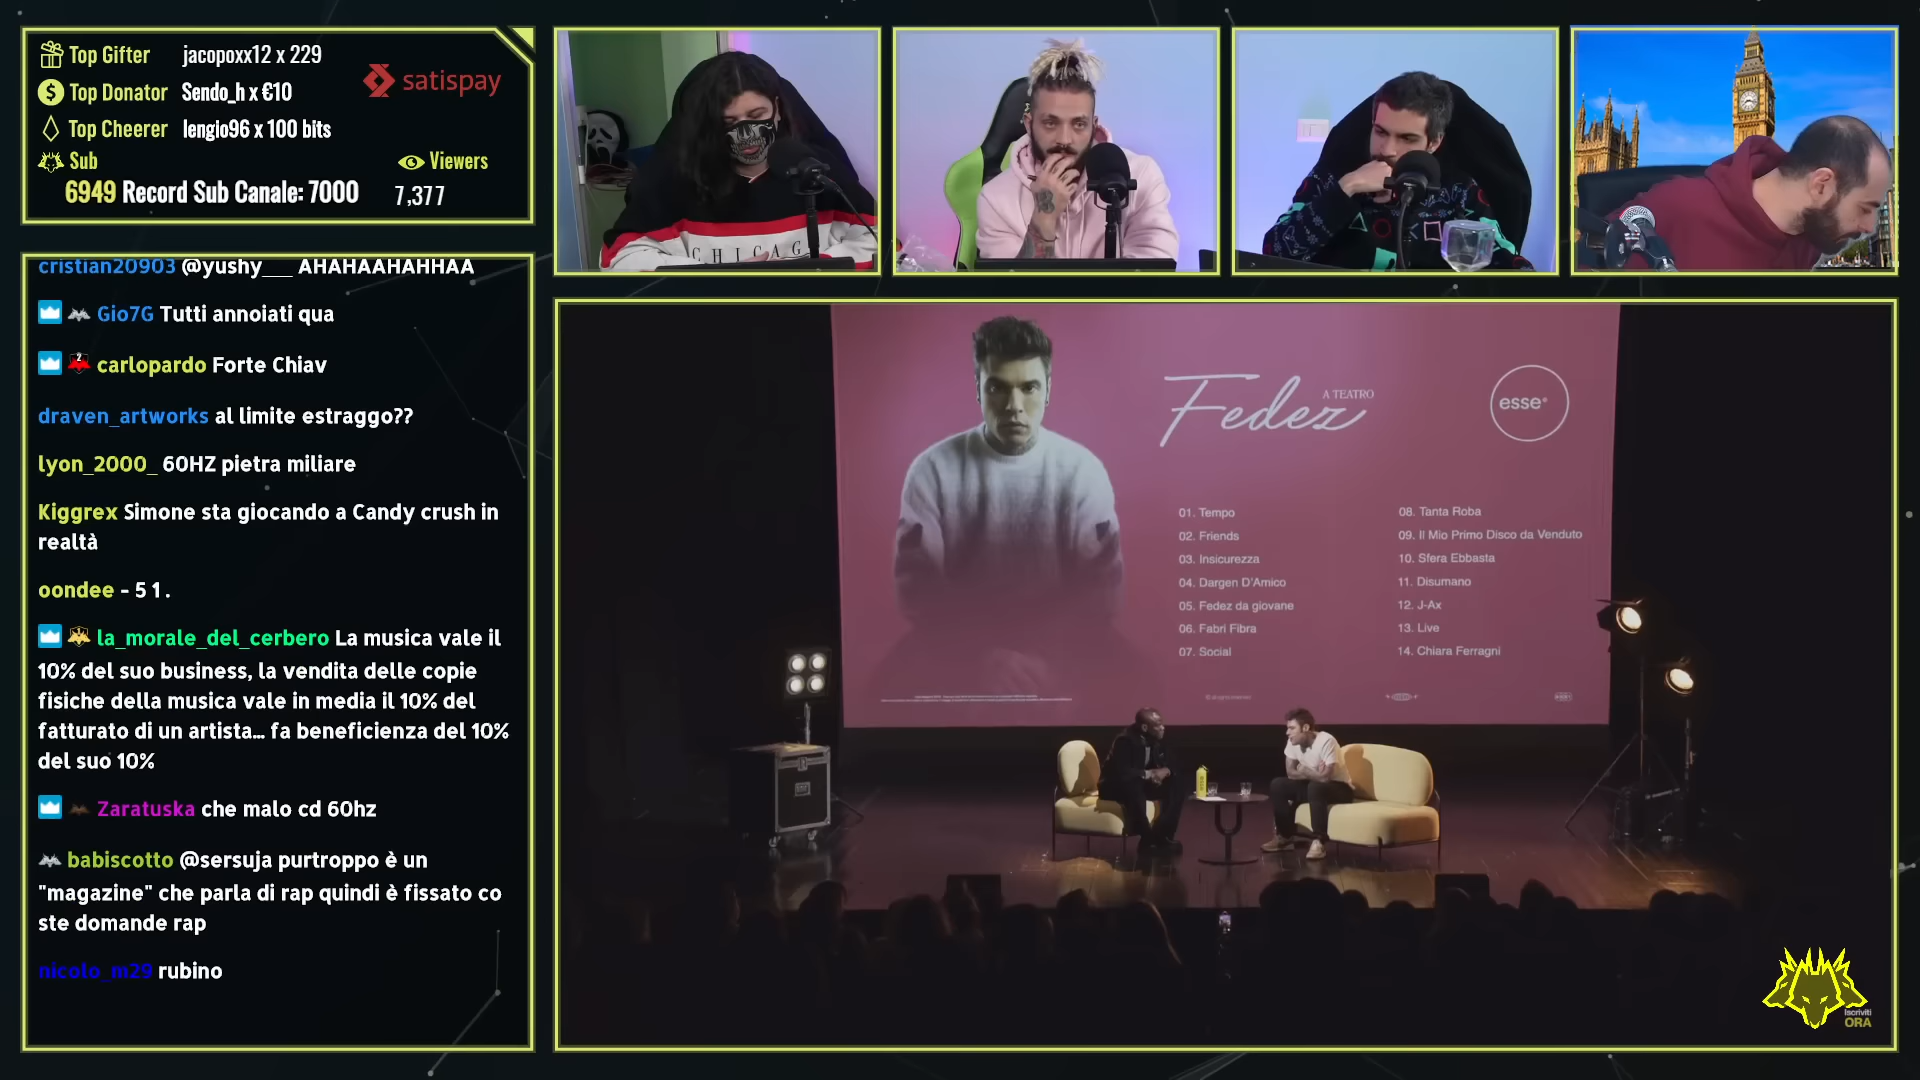 Top Gifter jacopoxx12 x 229
satispay
Top Donator Sendo_h x €10
Top Cheerer lengio96 x 100 bits
Sub
Viewers
6949 Record Sub Canale: 7000
7,377
cristian20903 @yushy___ AHAHAAHAHHAA
Gio7G Tutti annoiati qua
2
carlopardo Forte Chiav
draven_artworks al limite estraggo??
lyon_2000_ 60HZ pietra miliare
Kiggrex Simone sta giocando a Candy crush in
realtà
oondee - 5 1 .
la_morale_del_cerbero La musica vale il
10% del suo business, la vendita delle copie
fisiche della musica vale in media il 10% del
fatturato di un artista... fa beneficienza del 10%
del suo 10%
Zaratuska che malo cd 60hz
babiscotto @sersuja purtroppo è un
"magazine" che parla di rap quindi è fissato co
ste domande rap
nicolo_m29 rubino
CHICAG
A TEATRO
Fedez
esse
01. Tempo
02. Friends
03. Insicurezza
04. Dargen D'Amico
05. Fedez da giovane
06. Fabri Fibra
07. Social
08. Tanta Roba
09. Il Mio Primo Disco da Venduto
10. Sfera Ebbasta
11. Disumano
12. J-Ax
13. Live
14. Chiara Ferragni
Iscriviti
ORA